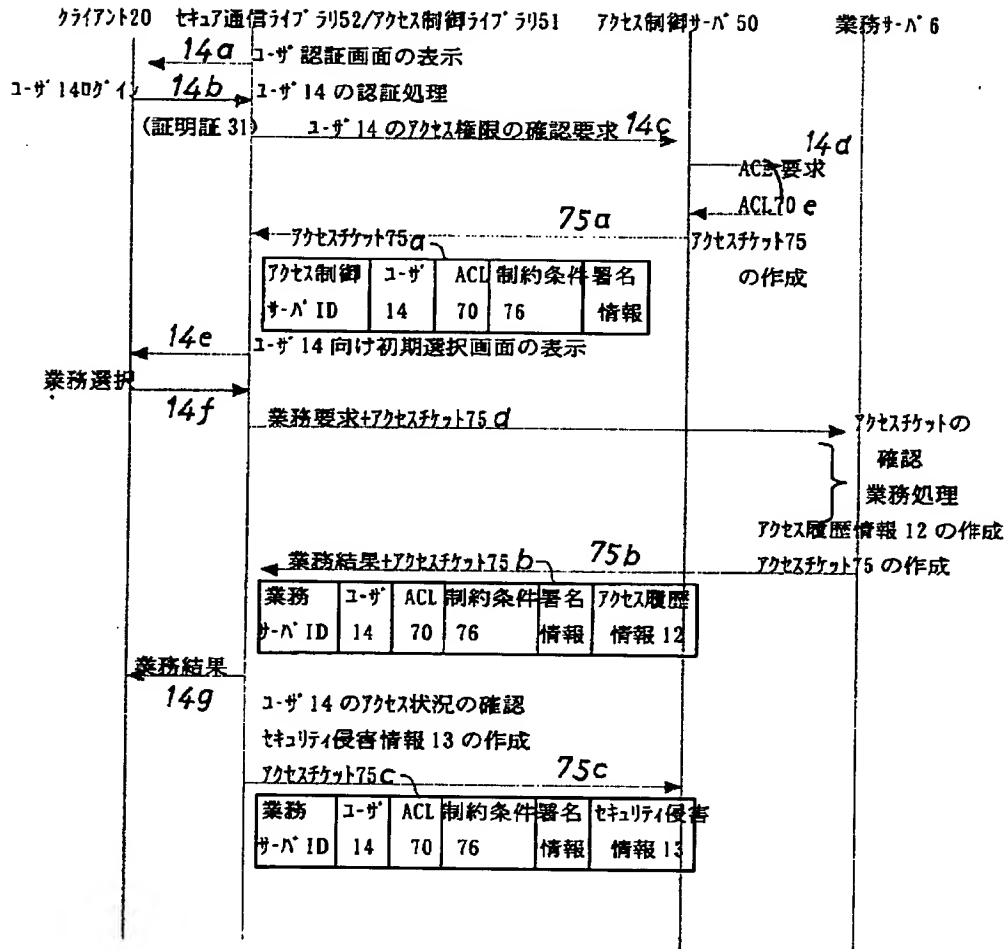 クライアント20 セキュア通信ライブラリ52/アクセス制御ライブラリ51 アクセス制御サーバ50 業務サーバ6
14a ユーザ認証画面の表示
ユーザ14ログイン 14b ユーザ14の認証処理
(証明証31) ユーザ14のアクセス権限の確認要求 14c
14d
ACL要求
ACL70 e
75a
アクセスチケット75a
アクセスチケット75
の作成
アクセス制御 ユーザ ACL 制約条件 署名
サーバID 14 70 76 情報
14e ユーザ14向け初期選択画面の表示
業務選択
14f
業務要求+アクセスチケット75d
アクセスチケットの
確認
業務処理
アクセス履歴情報12の作成
業務結果+アクセスチケット75b 75b アクセスチケット75の作成
業務 ユーザ ACL 制約条件 署名 アクセス履歴
サーバID 14 70 76 情報 情報12
業務結果
14g ユーザ14のアクセス状況の確認
セキュリティ侵害情報13の作成
アクセスチケット75c 75c
業務 ユーザ ACL 制約条件 署名 セキュリティ侵害
サーバID 14 70 76 情報 情報13